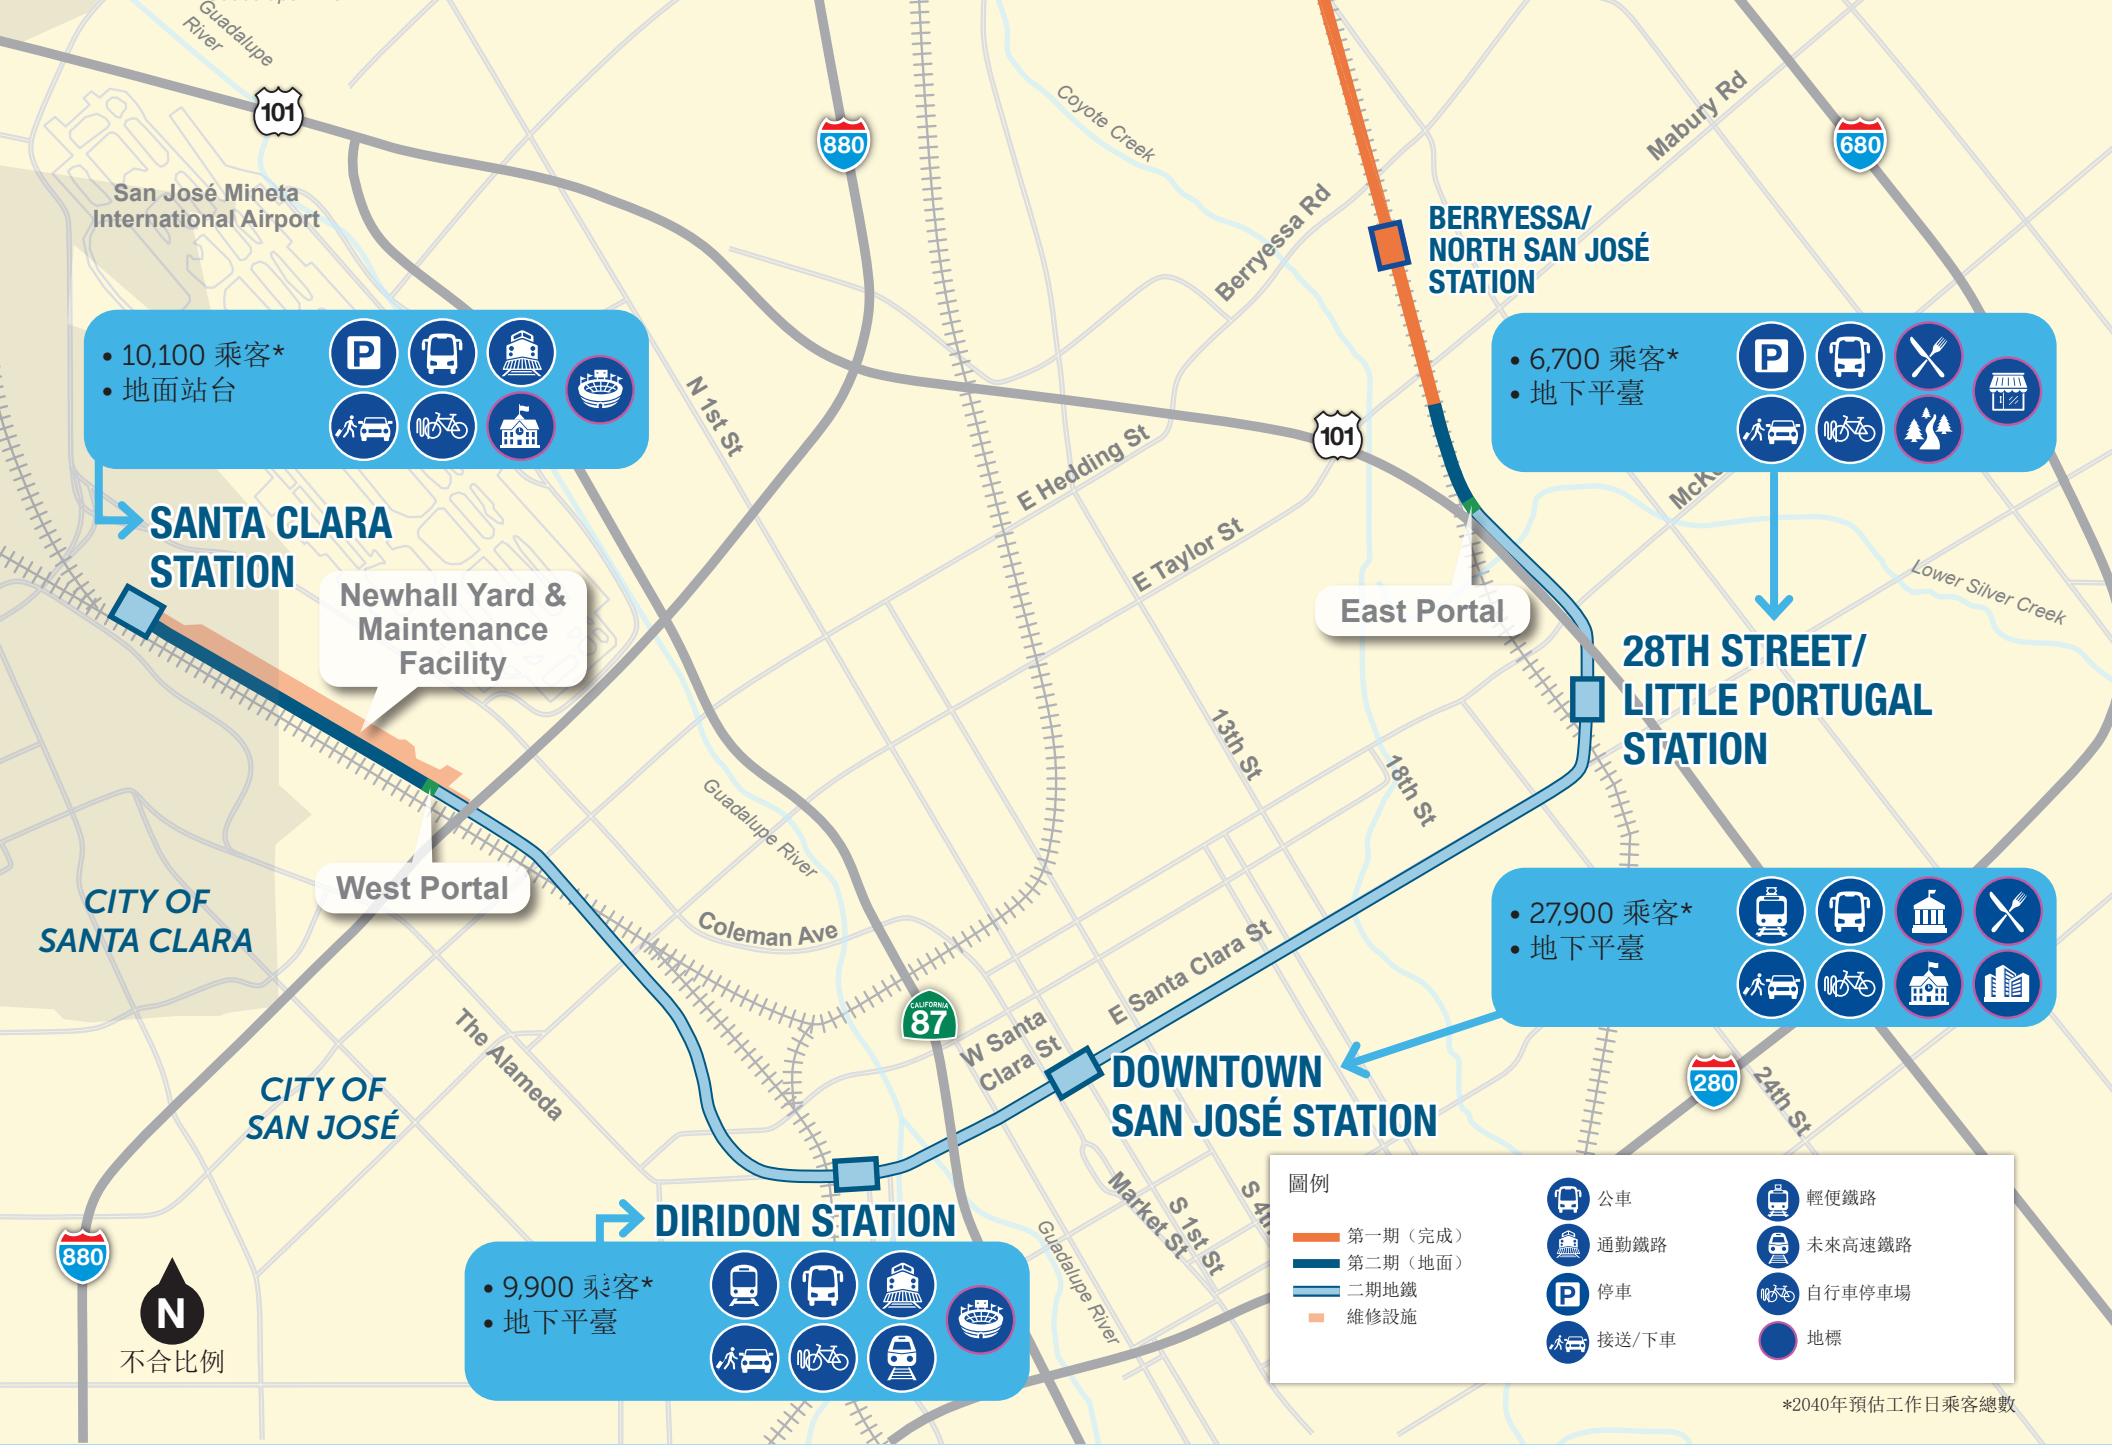 Guadalupe
River
101
880
Coyote Creek
Mabury Rd
680
San José Mineta
International Airport
Berryessa Rd
BERRYESSA/
NORTH SAN JOSÉ
STATION
• 10,100 乘客*
• 地面站台
P
N 1st St
• 6,700 乘客*
• 地下平臺
P
101
E Hedding St
E Taylor St
SANTA CLARA
STATION
Newhall Yard &
Maintenance
Facility
East Portal
Lower Silver Creek
28TH STREET/
LITTLE PORTUGAL
STATION
13th St
18th St
Guadalupe River
West Portal
CITY OF
SANTA CLARA
Coleman Ave
• 27,900 乘客*
• 地下平臺
E Santa Clara St
CALIFORNIA
87
W Santa
Clara St
The Alameda
CITY OF
SAN JOSÉ
DOWNTOWN
SAN JOSÉ STATION
280
24th St
Market St
S 1st St
DIRIDON STATION
Guadalupe River
880
N
不合比例
• 9,900 乘客*
• 地下平臺
圖例
第一期（完成）
第二期（地面）
二期地鐵
維修設施
公車
通勤鐵路
P 停車
接送/下車
輕便鐵路
未來高速鐵路
自行車停車場
地標
*2040年預估工作日乘客總數